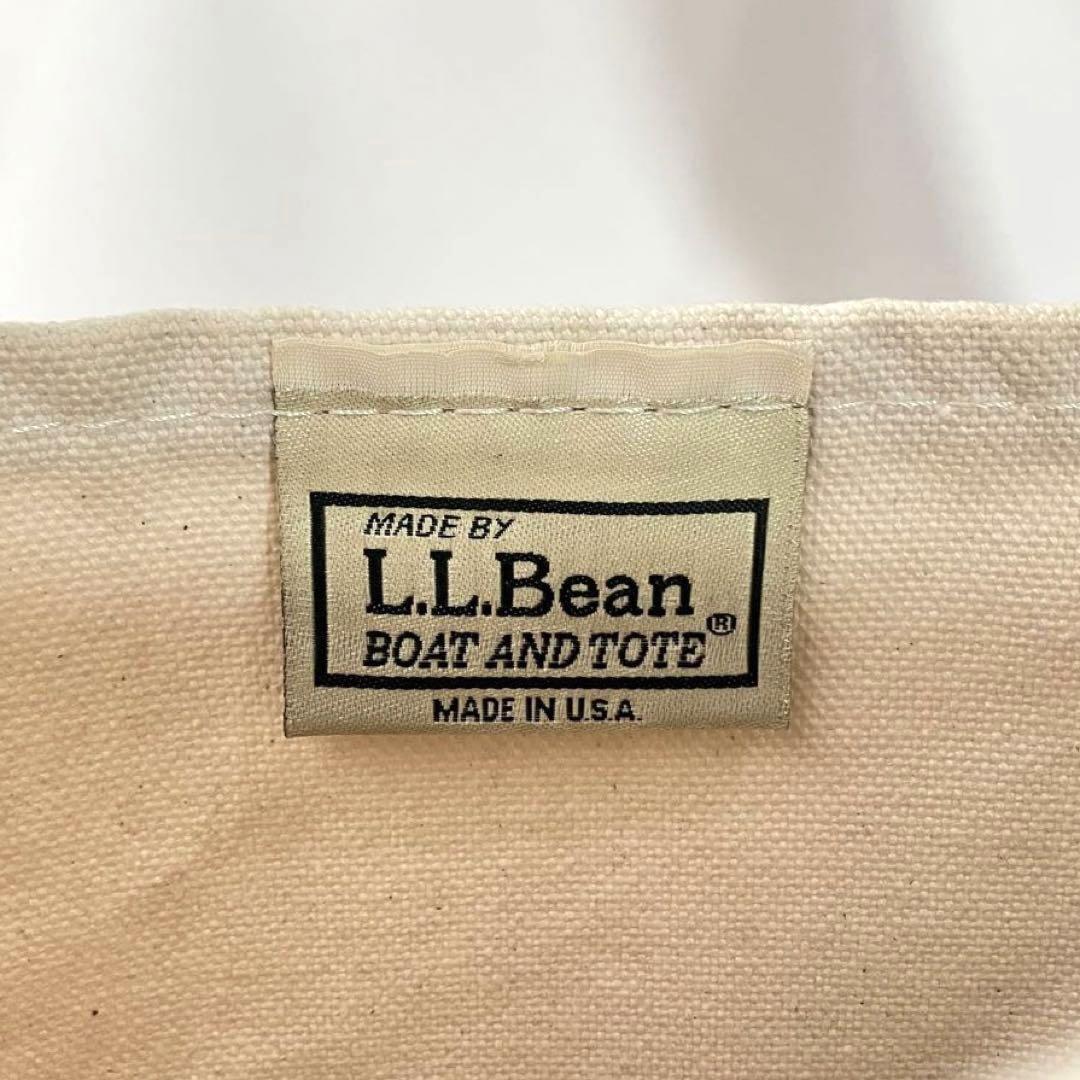 MADE BY
L.L.Bean
BOAT AND TOTE®
MADE IN U.S.A.